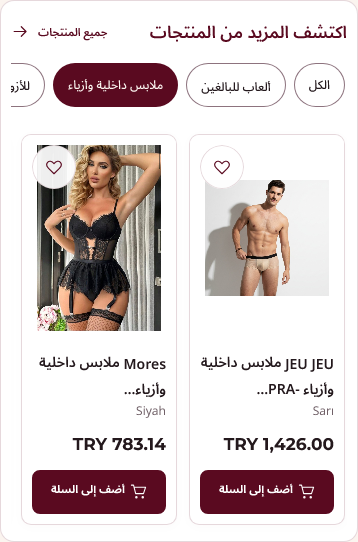 اكتشف المزيد من المنتجات
جميع المنتجات
الكل
ألعاب للبالغين
ملابس داخلية وأزياء
للأزو
JEU JEU ملابس داخلية
وأزياء -PRA...
Sarı
TRY 1,426.00
أضف إلى السلة
Mores ملابس داخلية
وأزياء...
Siyah
TRY 783.14
أضف إلى السلة